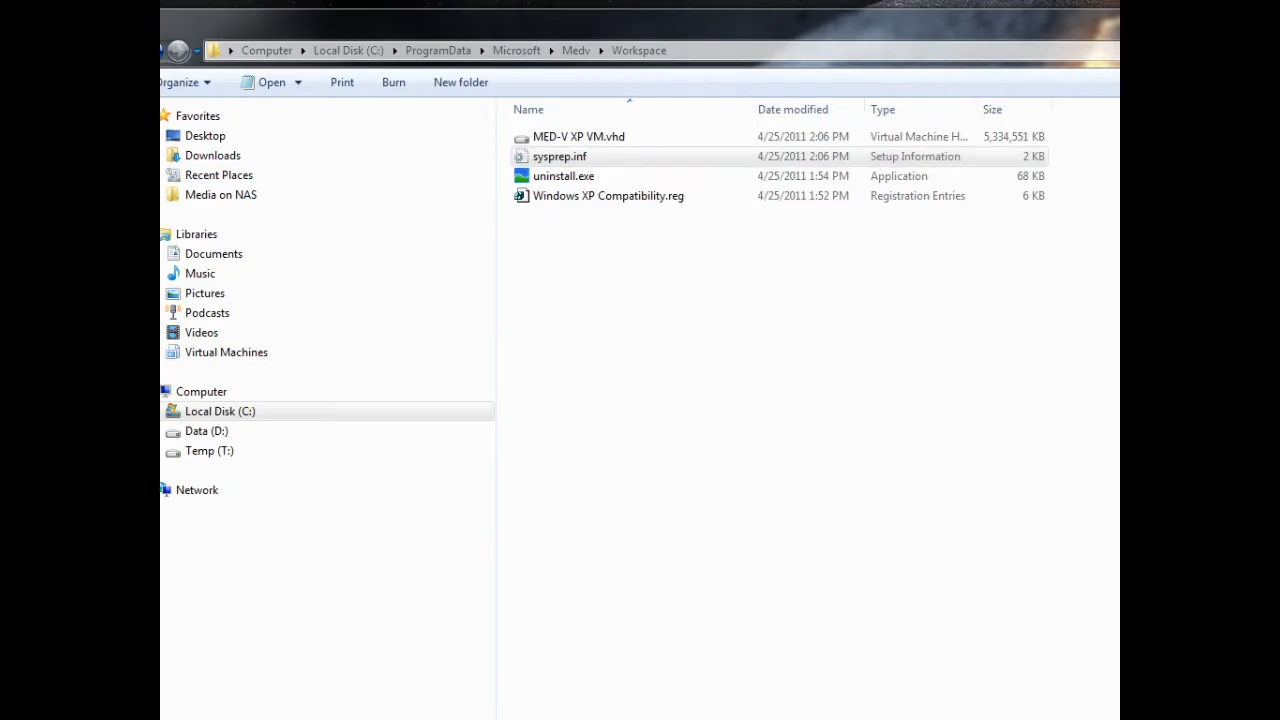 Computer Local Disk (C:) ProgramData Microsoft Medv Workspace
Organize Open Print Burn New folder
Favorites
Desktop
Downloads
Recent Places
Media on NAS
Libraries
Documents
Music
Pictures
Podcasts
Videos
Virtual Machines
Computer
Local Disk (C:)
Data (D:)
Temp (T:)
Network
Name Date modified Type Size
MED-V XP VM.vhd 4/25/2011 2:06 PM Virtual Machine H... 5,334,551 KB
sysprep.inf 4/25/2011 2:06 PM Setup Information 2 KB
uninstall.exe 4/25/2011 1:54 PM Application 68 KB
Windows XP Compatibility.reg 4/25/2011 1:52 PM Registration Entries 6 KB